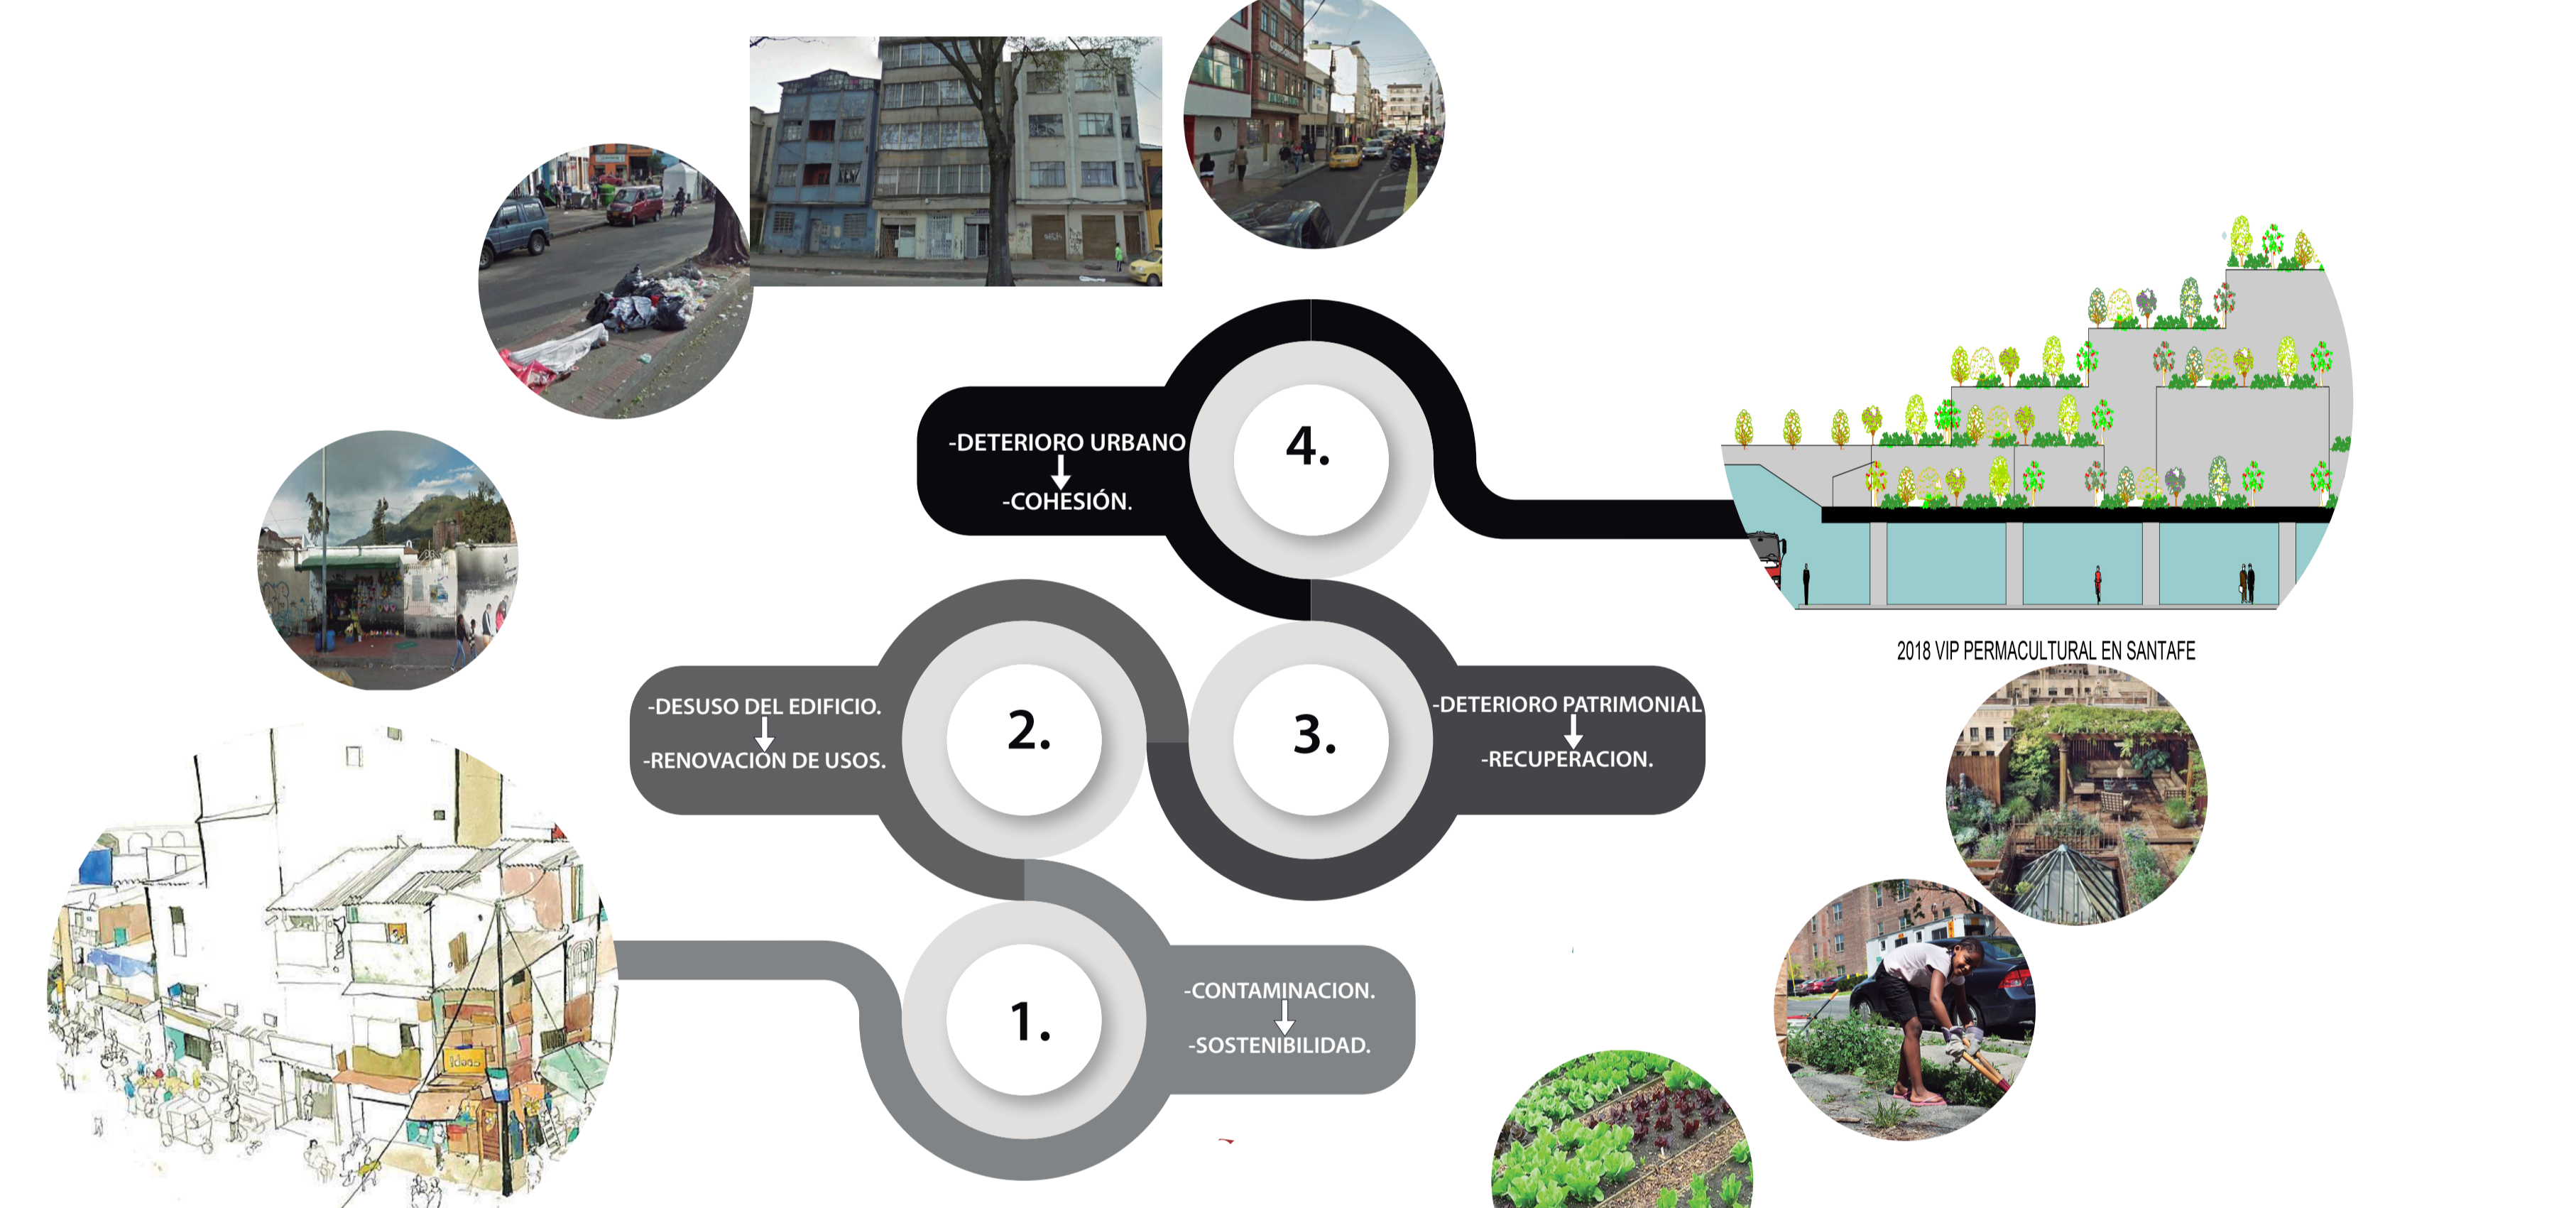 4.
-DETERIORO URBANO
-COHESIÓN.
2018 VIP PERMACULTURAL EN SANTAFE
2.
-DESUSO DEL EDIFICIO.
-RENOVACIÓN DE USOS.
3.
-DETERIORO PATRIMONIAL
-RECUPERACION.
1.
-CONTAMINACION.
-SOSTENIBILIDAD.
Ideas